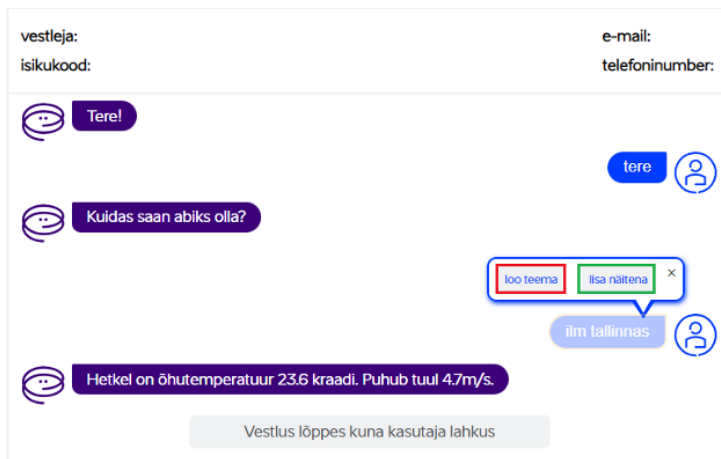 vestleja:
e-mail:
isikukood:
telefoninumber:
Tere!
tere
Kuidas saan abiks olla?
loo teema
lisa näitena
×
ilm tallinnas
Hetkel on õhutemperatuur 23.6 kraadi. Puhub tuul 4.7m/s.
Vestlus lõppes kuna kasutaja lahkus